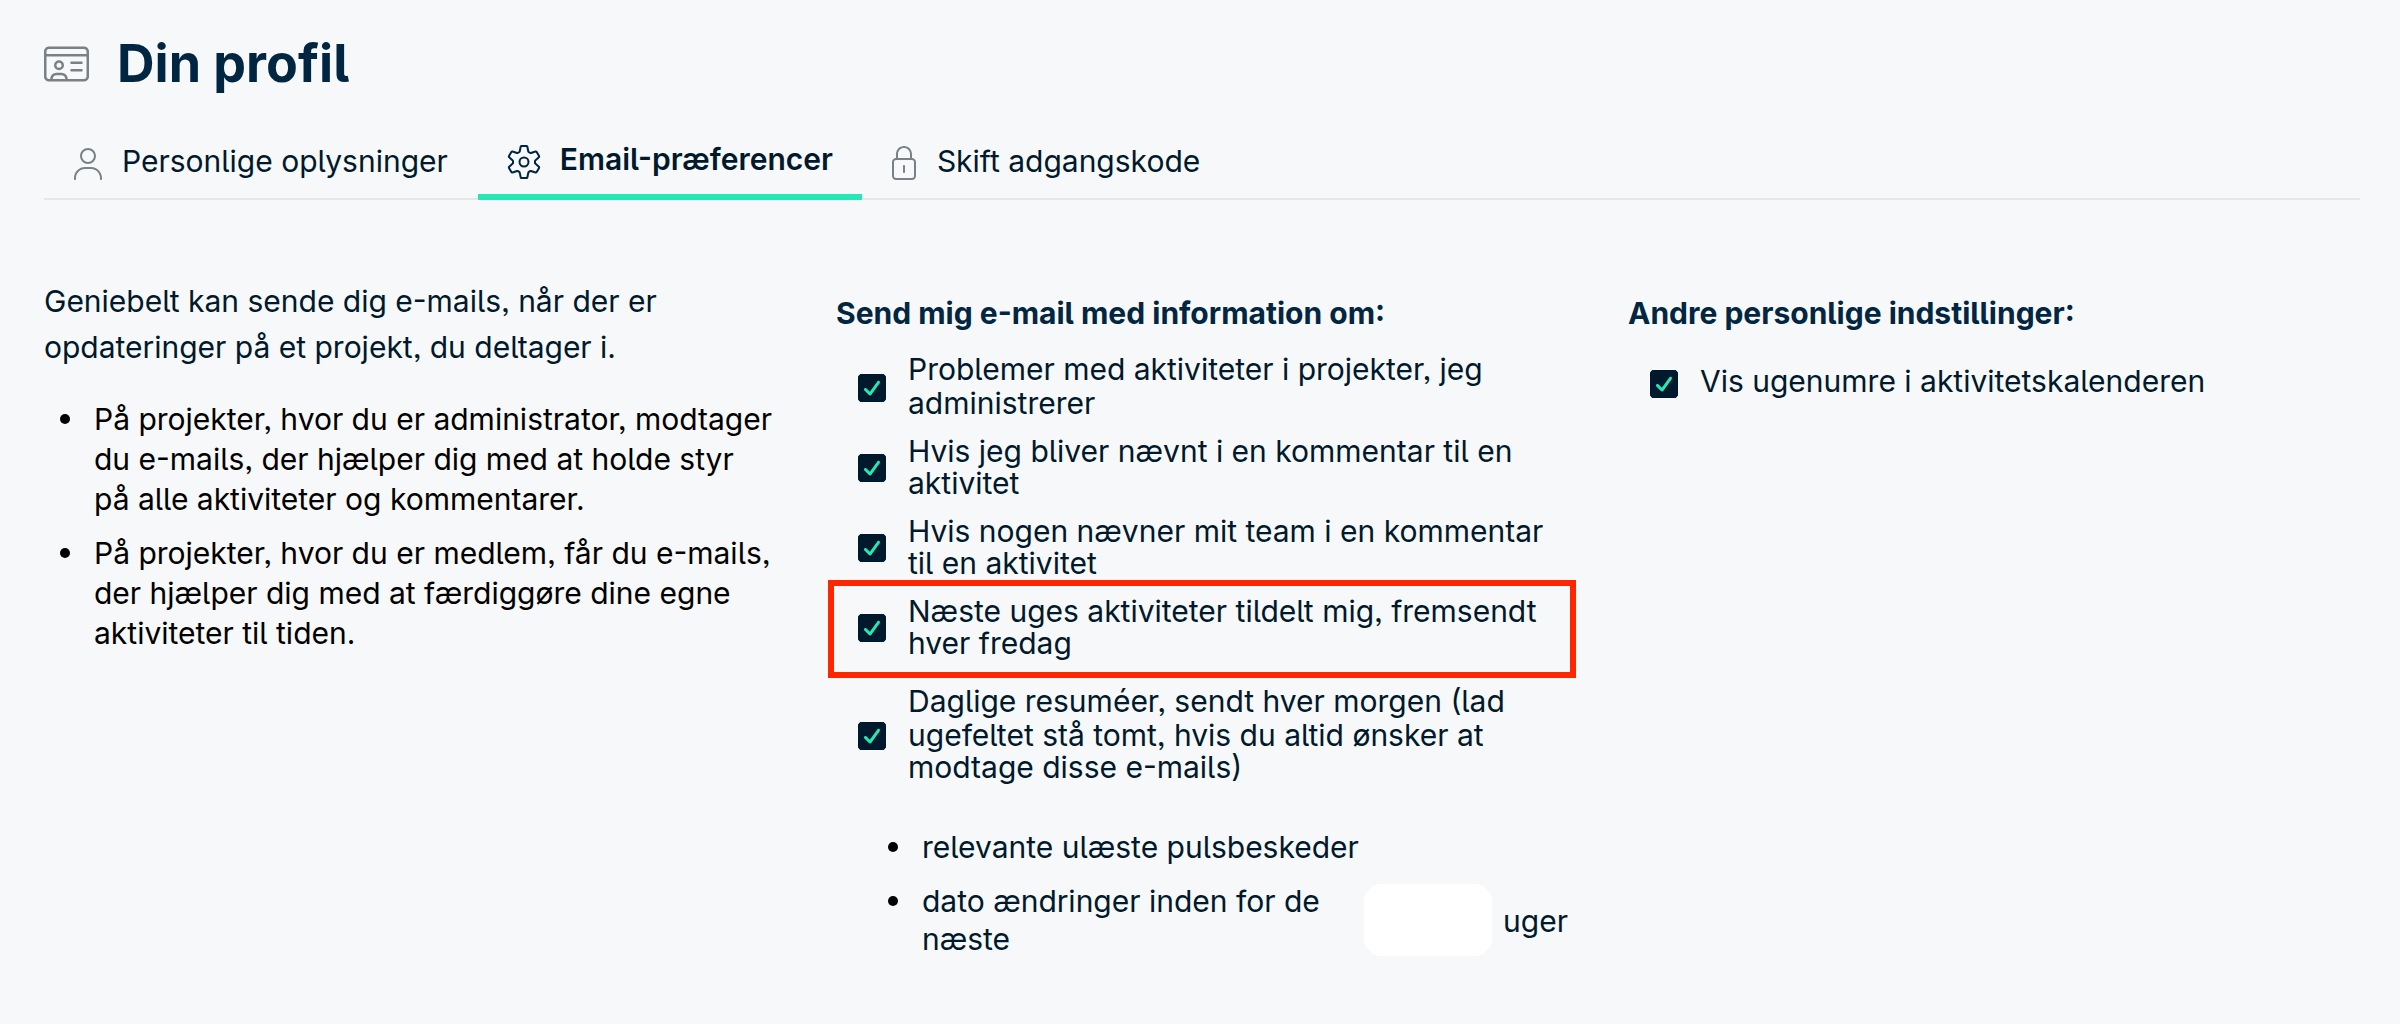 Din profil
Personlige oplysninger
Email-præferencer
Skift adgangskode
Geniebelt kan sende dig e-mails, når der er
opdateringer på et projekt, du deltager i.
• På projekter, hvor du er administrator, modtager
du e-mails, der hjælper dig med at holde styr
på alle aktiviteter og kommentarer.
• På projekter, hvor du er medlem, får du e-mails,
der hjælper dig med at færdiggøre dine egne
aktiviteter til tiden.
Send mig e-mail med information om:
Problemer med aktiviteter i projekter, jeg
administrerer
Hvis jeg bliver nævnt i en kommentar til en
aktivitet
Hvis nogen nævner mit team i en kommentar
til en aktivitet
Næste uges aktiviteter tildelt mig, fremsendt
hver fredag
Daglige resuméer, sendt hver morgen (lad
ugefeltet stå tomt, hvis du altid ønsker at
modtage disse e-mails)
• relevante ulæste pulsbeskeder
• dato ændringer inden for de
næste
uger
Andre personlige indstillinger:
Vis ugenumre i aktivitetskalenderen